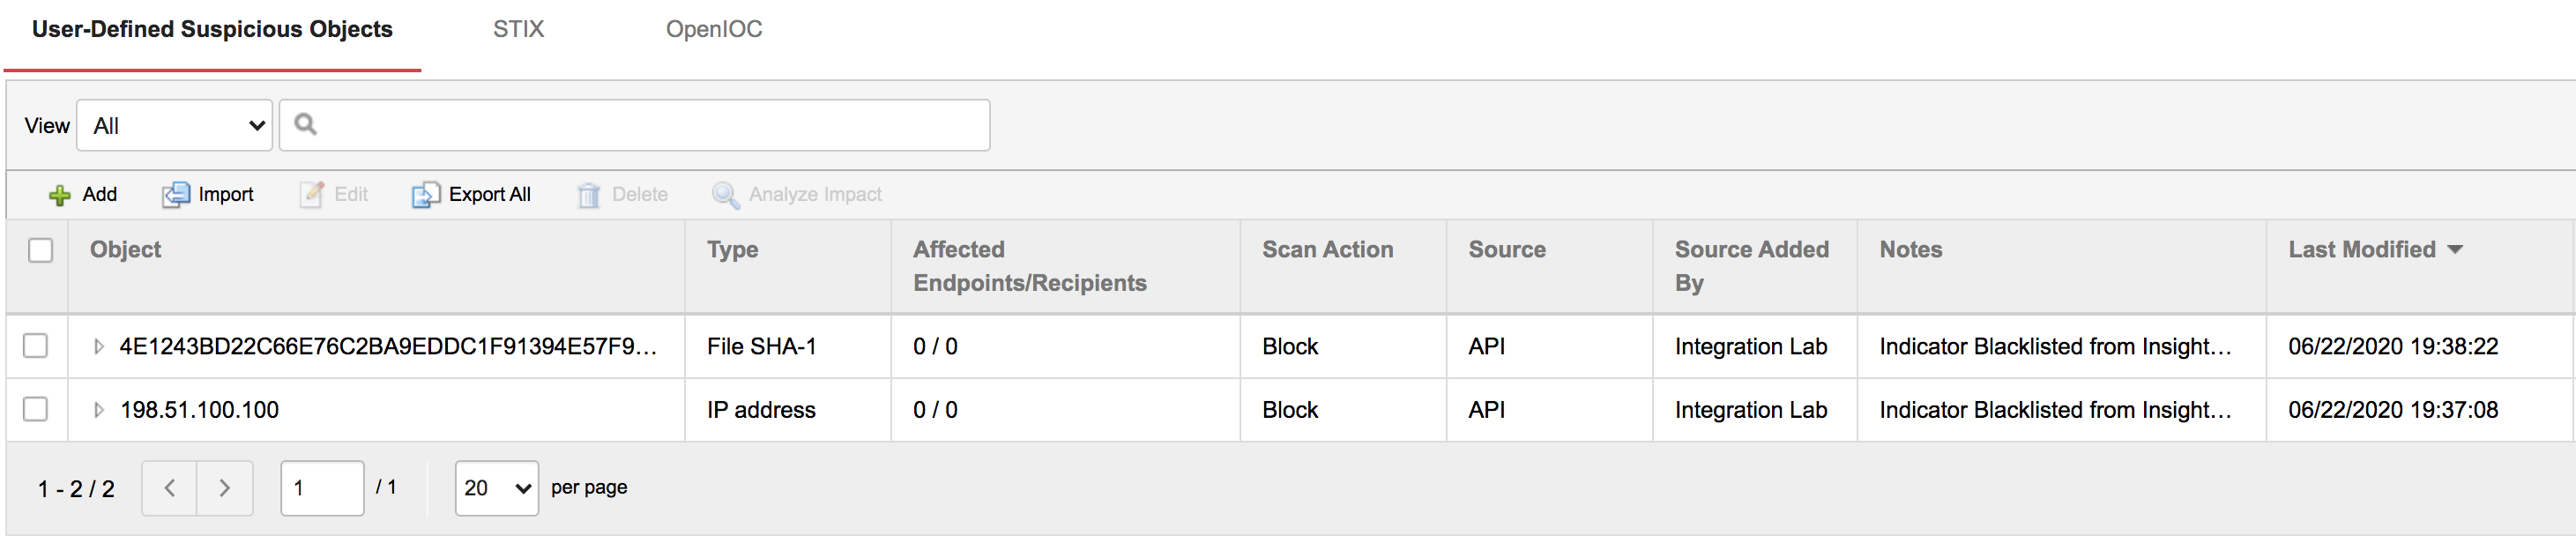 User-Defined Suspicious Objects STIX OpenIOC
View All
Add Import Edit Export All Delete Analyze Impact
Object Type Affected Endpoints/Recipients Scan Action Source Source Added By Notes Last Modified
4E1243BD22C66E76C2BA9EDDC1F91394E57F9... File SHA-1 0 / 0 Block API Integration Lab Indicator Blacklisted from Insight... 06/22/2020 19:38:22
198.51.100.100 IP address 0 / 0 Block API Integration Lab Indicator Blacklisted from Insight... 06/22/2020 19:37:08
1 - 2 / 2 1 / 1 20 per page